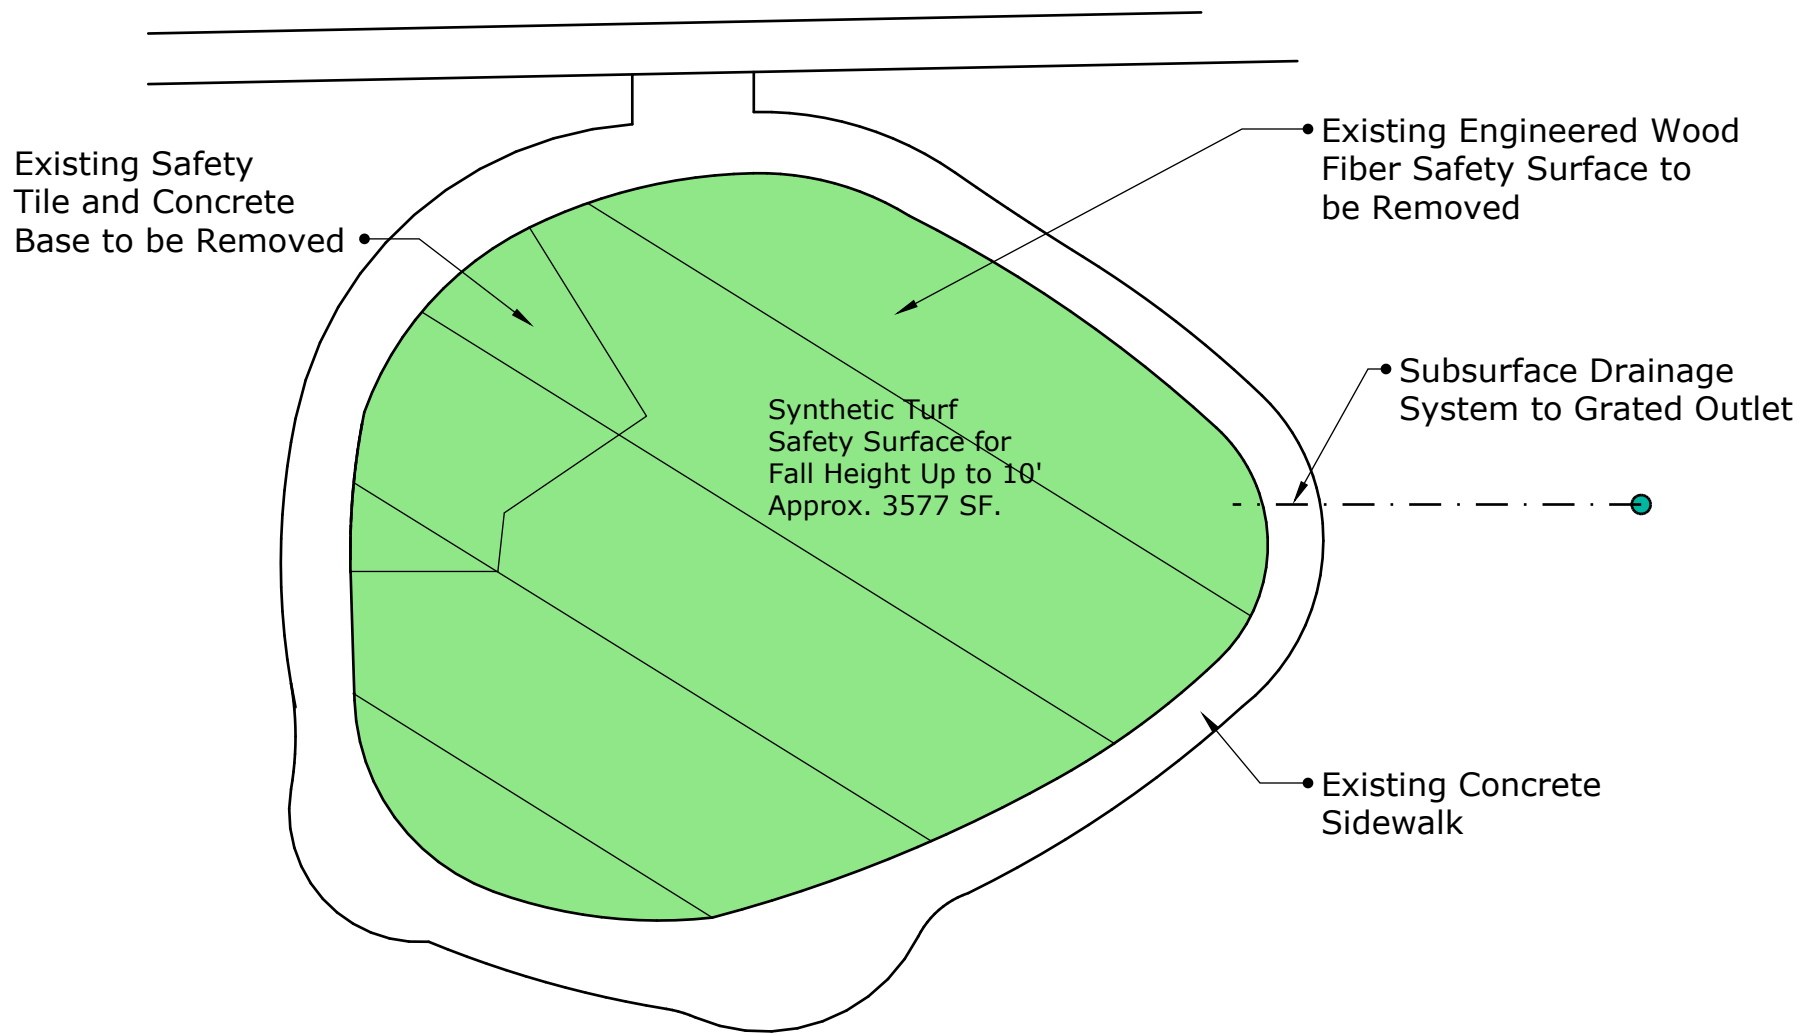 Existing Safety
Tile and Concrete
Base to be Removed
Existing Engineered Wood
Fiber Safety Surface to
be Removed
Subsurface Drainage
System to Grated Outlet
Synthetic Turf
Safety Surface for
Fall Height Up to 10'
Approx. 3577 SF.
Existing Concrete
Sidewalk